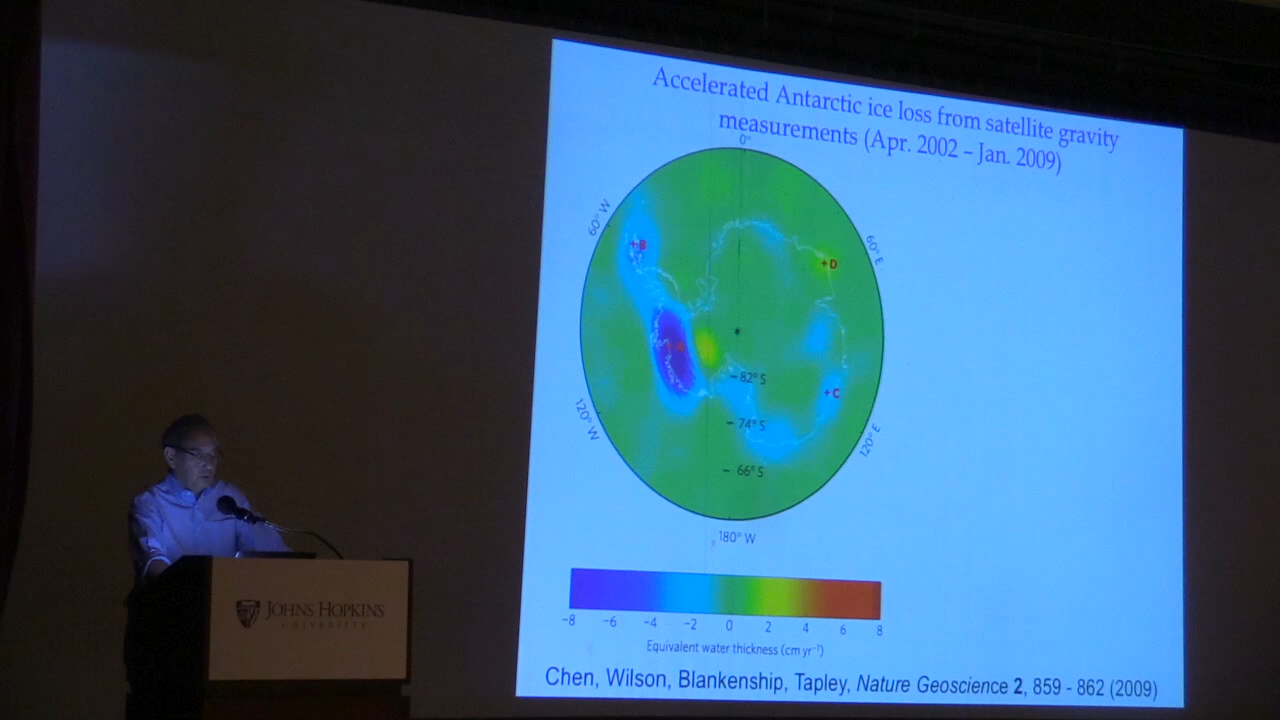 Accelerated Antarctic ice loss from satellite gravity
measurements (Apr. 2002 – Jan. 2009)
0°
60° W
60° E
+B
+D
82° S
+C
74° S
120° W
120° E
66° S
180° W
−8 −6 −4 −2 0 2 4 6 8
Equivalent water thickness (cm yr⁻¹)
Chen, Wilson, Blankenship, Tapley, Nature Geoscience 2, 859 - 862 (2009)
JOHNS HOPKINS
UNIVERSITY